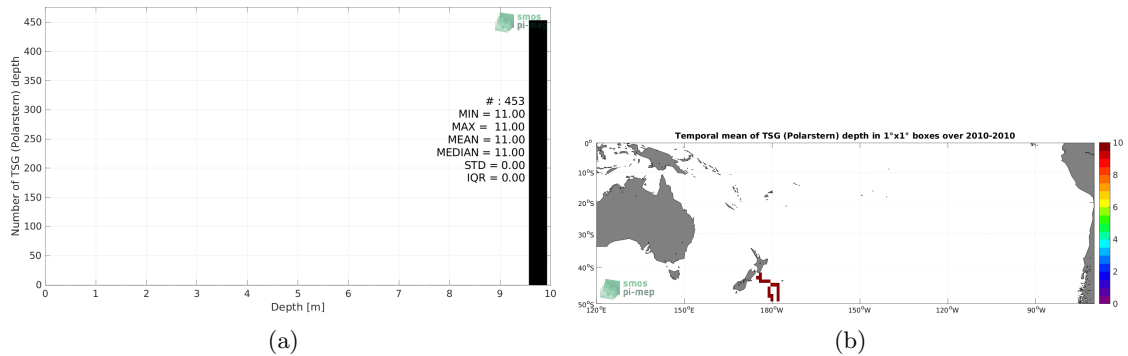 Number of TSG (Polarstern) depth
450
400
350
300
250
200
150
100
50
0
smos
pi-mep
# : 453
MIN = 11.00
MAX = 11.00
MEAN = 11.00
MEDIAN = 11.00
STD = 0.00
IQR = 0.00
0 1 2 3 4 5 6 7 8 9 10
Depth [m]
(a)
Temporal mean of TSG (Polarstern) depth in 1°x1° boxes over 2010-2010
0°
10°S
20°S
30°S
40°S
50°S
120°E 150°E 180°W 150°W 120°W 90°W
smos
pi-mep
10
8
6
4
2
0
(b)